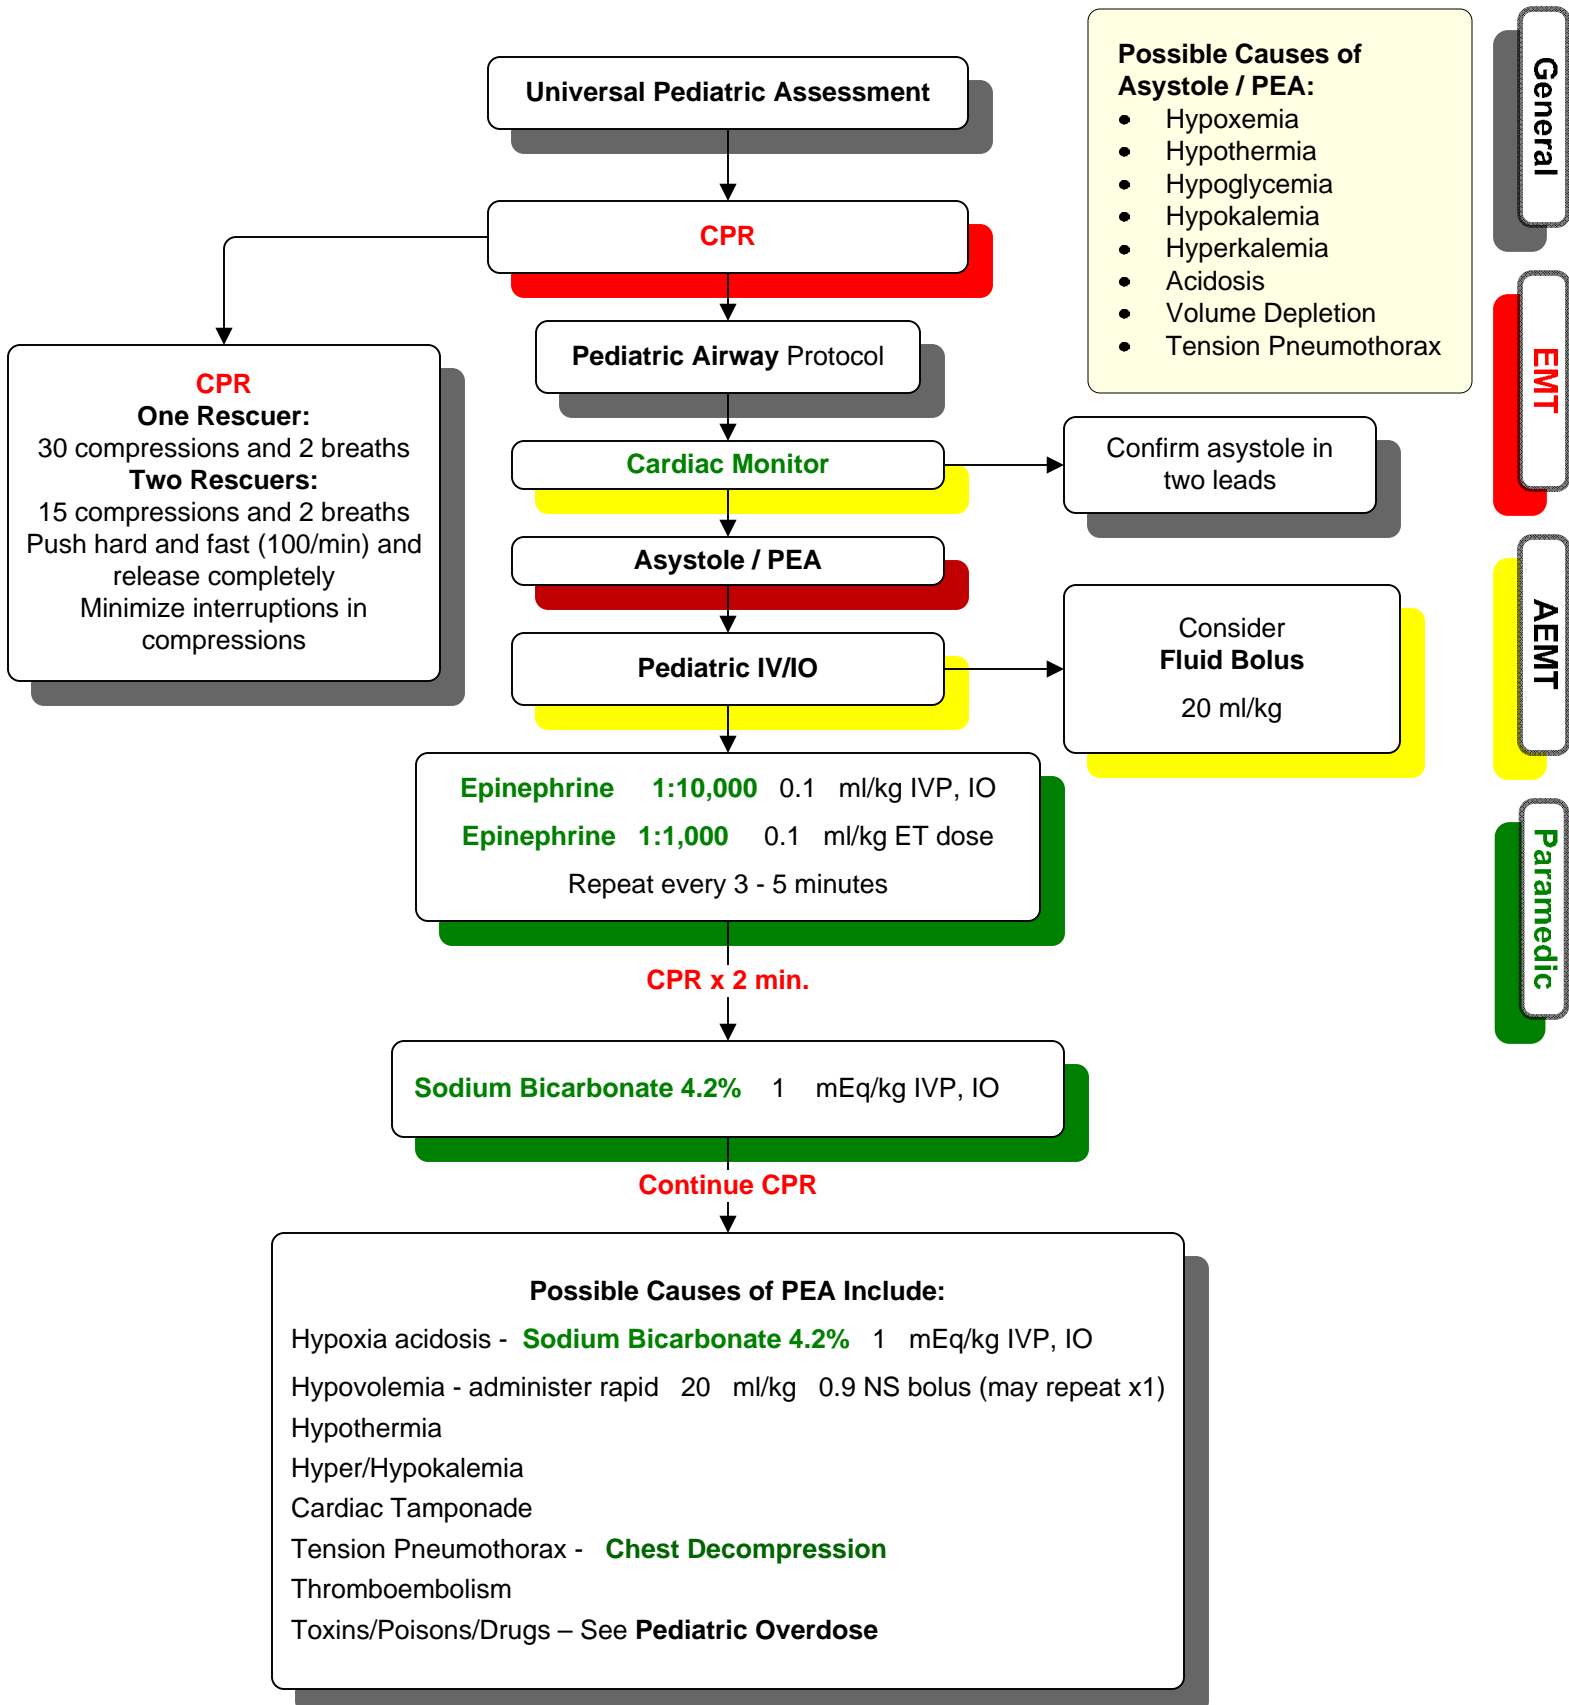 Universal Pediatric Assessment
CPR
CPR
One Rescuer:
30 compressions and 2 breaths
Two Rescuers:
15 compressions and 2 breaths
Push hard and fast (100/min) and
release completely
Minimize interruptions in
compressions
Pediatric Airway Protocol
Cardiac Monitor
Confirm asystole in
two leads
Asystole / PEA
Pediatric IV/IO
Consider
Fluid Bolus
20 ml/kg
Epinephrine 1:10,000 0.1 ml/kg IVP, IO
Epinephrine 1:1,000 0.1 ml/kg ET dose
Repeat every 3 - 5 minutes
CPR x 2 min.
Sodium Bicarbonate 4.2% 1 mEq/kg IVP, IO
Continue CPR
Possible Causes of PEA Include:
Hypoxia acidosis - Sodium Bicarbonate 4.2% 1 mEq/kg IVP, IO
Hypovolemia - administer rapid 20 ml/kg 0.9 NS bolus (may repeat x1)
Hypothermia
Hyper/Hypokalemia
Cardiac Tamponade
Tension Pneumothorax - Chest Decompression
Thromboembolism
Toxins/Poisons/Drugs – See Pediatric Overdose
Possible Causes of
Asystole / PEA:
• Hypoxemia
• Hypothermia
• Hypoglycemia
• Hypokalemia
• Hyperkalemia
• Acidosis
• Volume Depletion
• Tension Pneumothorax
General
EMT
AEMT
Paramedic